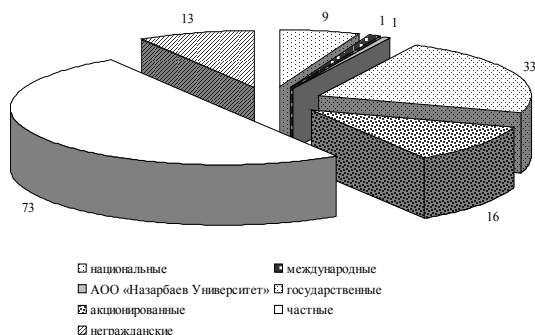 13
9
1
1
33
73
16
национальные
международные
АОО «Назарбаев Университет»
государственные
акционированные
частные
негражданские